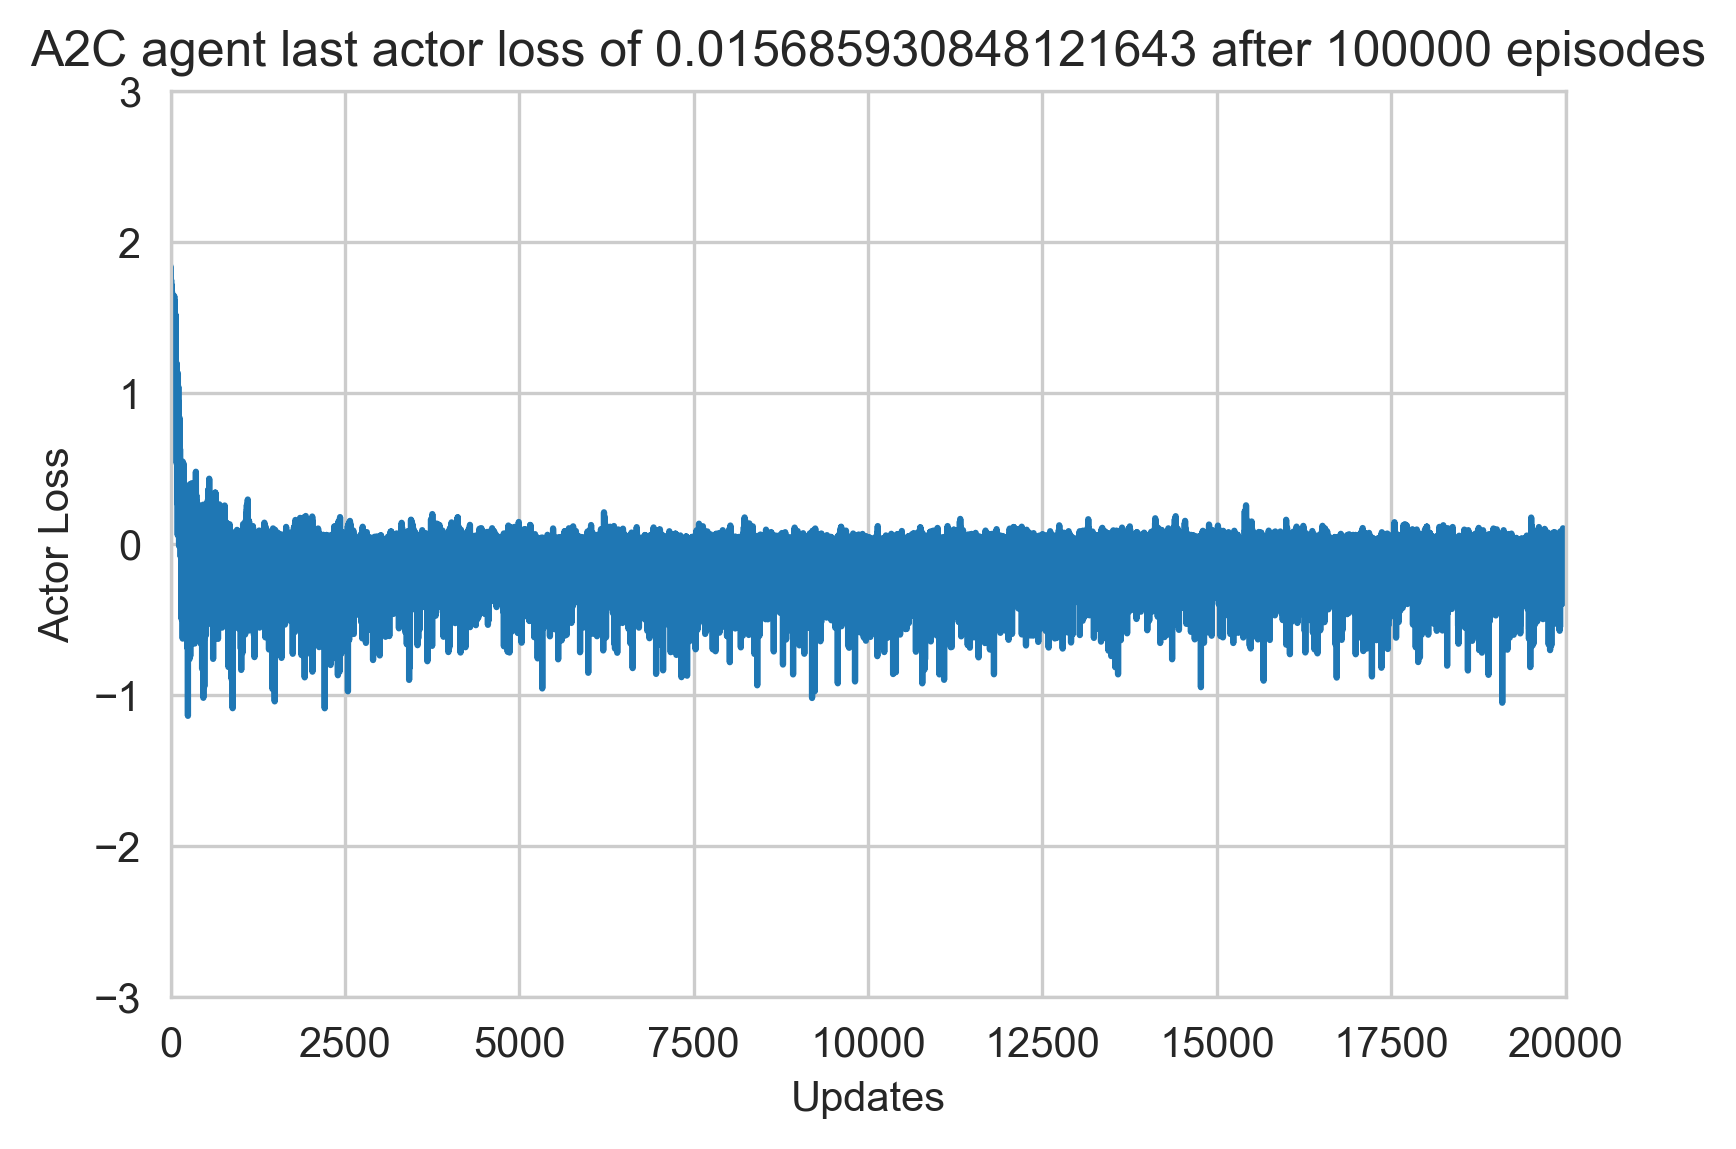 A2C agent last actor loss of 0.015685930848121643 after 100000 episodes
3
2
1
0
−1
−2
−3
Actor Loss
0 2500 5000 7500 10000 12500 15000 17500 20000
Updates